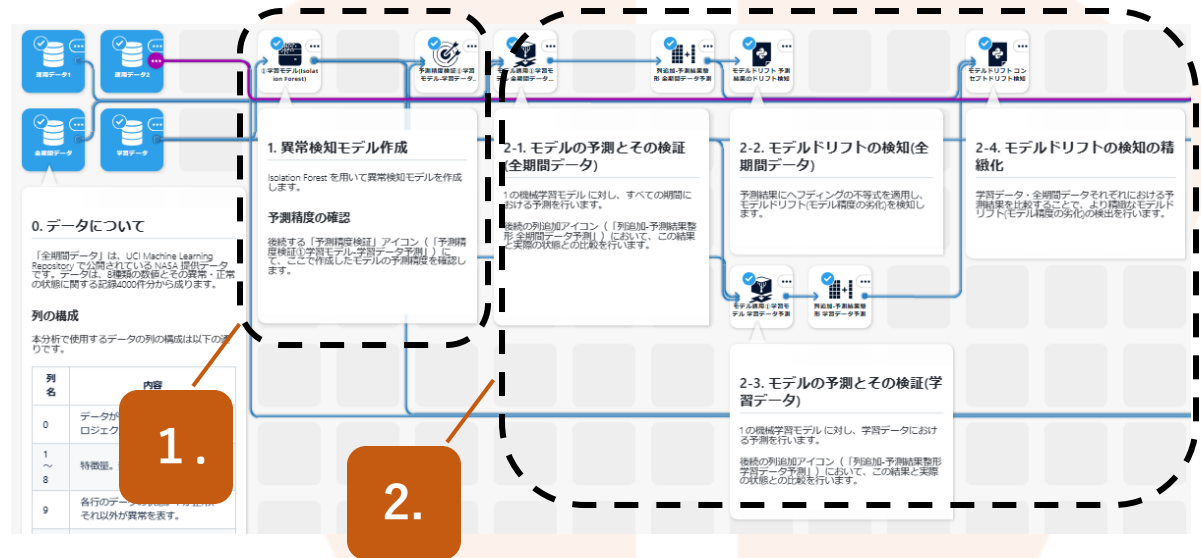 運用データ1
運用データ2
①学習モデル(Isolat
ion Forest)
予測精度検証①学習
モデル-学習データ...
モデル適用①学習モ
デル 全期間データ...
列追加-予測結果整
形 全期間データ予測
モデルドリフト 予測
結果のドリフト検知
モデルドリフト コン
セプトドリフト検知
全期間データ
学習データ
0. データについて
「全期間データ」は、UCI Machine Learning
Repository で公開されている NASA 提供データ
です。データは、8種類の数値とその異常・正常
の状態に関する記録4000件分から成ります。
列の構成
本分析で使用するデータの列の構成は以下の通
りです。
列
名
内容
0
データが
ロジェク
1
~
8
特徴量。
9
各行のデータの
それ以外が異常を表す。
1. 異常検知モデル作成
Isolation Forest を用いて異常検知モデルを作成
します。
予測精度の確認
後続する「予測精度検証」アイコン（「予測精
度検証①学習モデル-学習データ予測」）に
て、ここで作成したモデルの予測精度を確認し
ます。
2-1. モデルの予測とその検証
(全期間データ)
1の機械学習モデル に対し、すべての期間に
おける予測を行います。
後続の列追加アイコン（「列追加-予測結果整
形 全期間データ予測」）において、この結果
と実際の状態との比較を行います。
2-2. モデルドリフトの検知(全
期間データ)
予測結果にヘフディングの不等式を適用し、
モデルドリフト(モデル精度の劣化)を検知し
ます。
2-4. モデルドリフトの検知の精
緻化
学習データ・全期間データそれぞれにおける予
測結果を比較することで、より精緻なモデルド
リフト(モデル精度の劣化)の検出を行います。
モデル適用①学習モ
デル 学習データ予測
列追加-予測結果整
形 学習データ予測
2-3. モデルの予測とその検証(学
習データ)
1の機械学習モデル に対し、学習データにおけ
る予測を行います。
後続の列追加アイコン（「列追加-予測結果整形
学習データ予測」）において、この結果と実際
の状態との比較を行います。
1.
2.